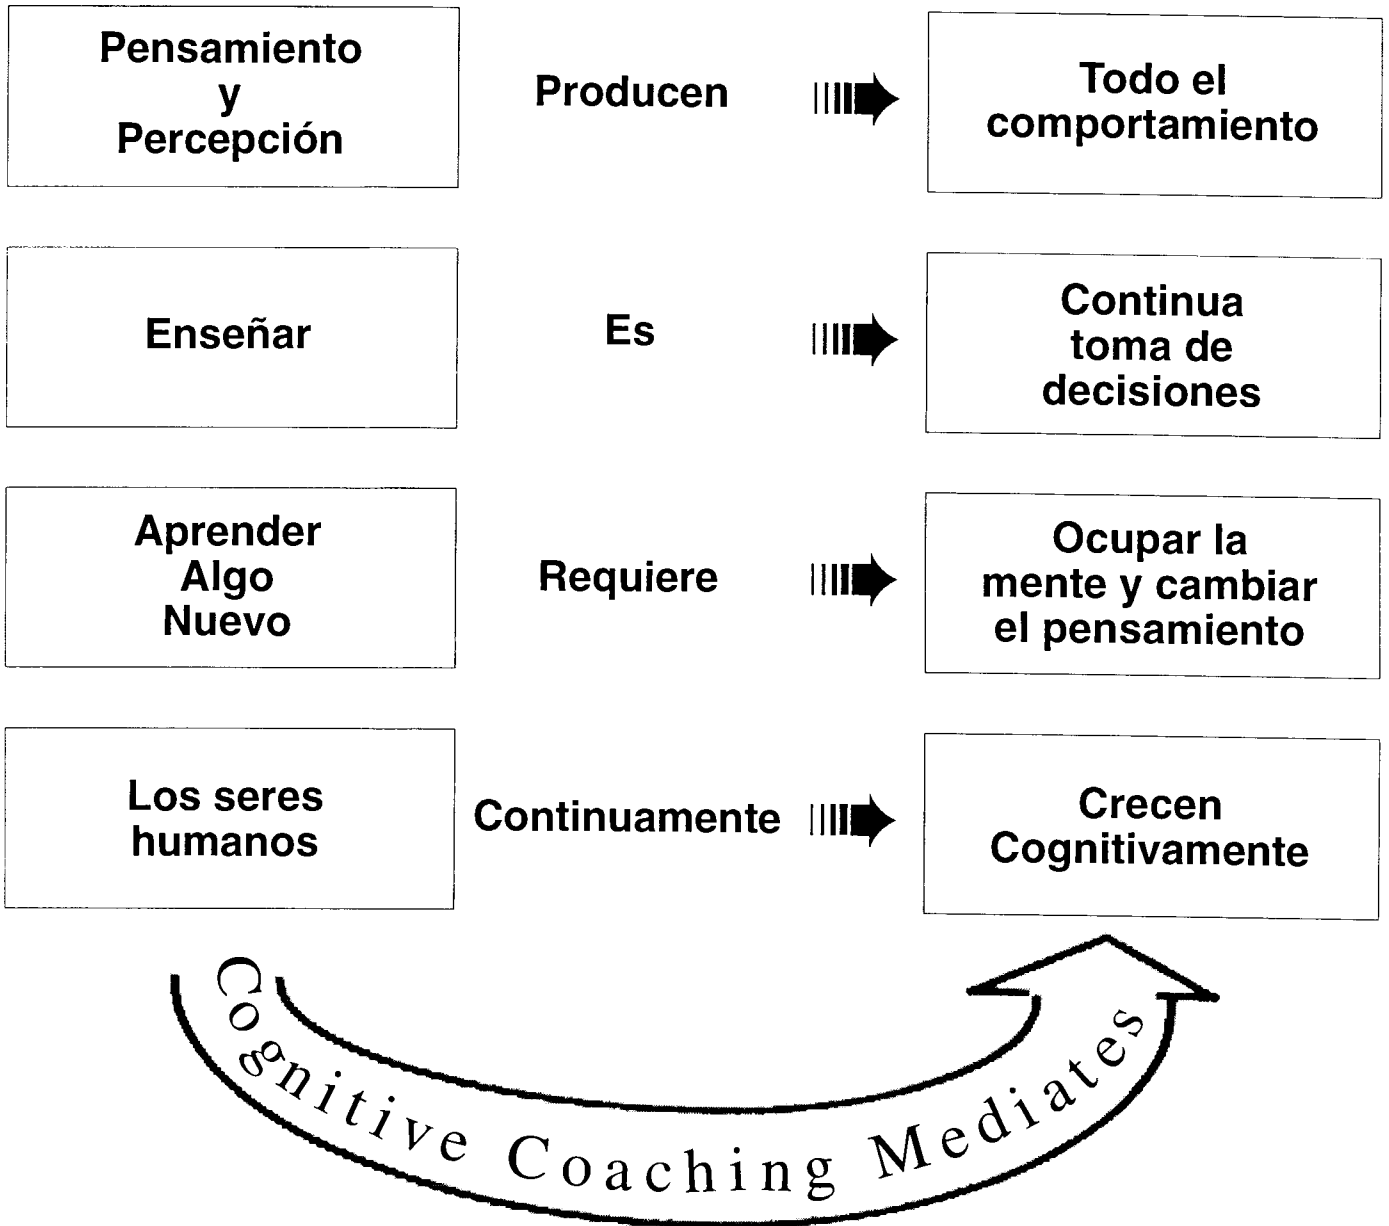 Pensamiento
y
Percepción
Producen
Todo el
comportamiento
Enseñar
Es
Continua
toma de
decisiones
Aprender
Algo
Nuevo
Requiere
Ocupar la
mente y cambiar
el pensamiento
Los seres
humanos
Continuamente
Crecen
Cognitivamente
Cognitive Coaching Mediates